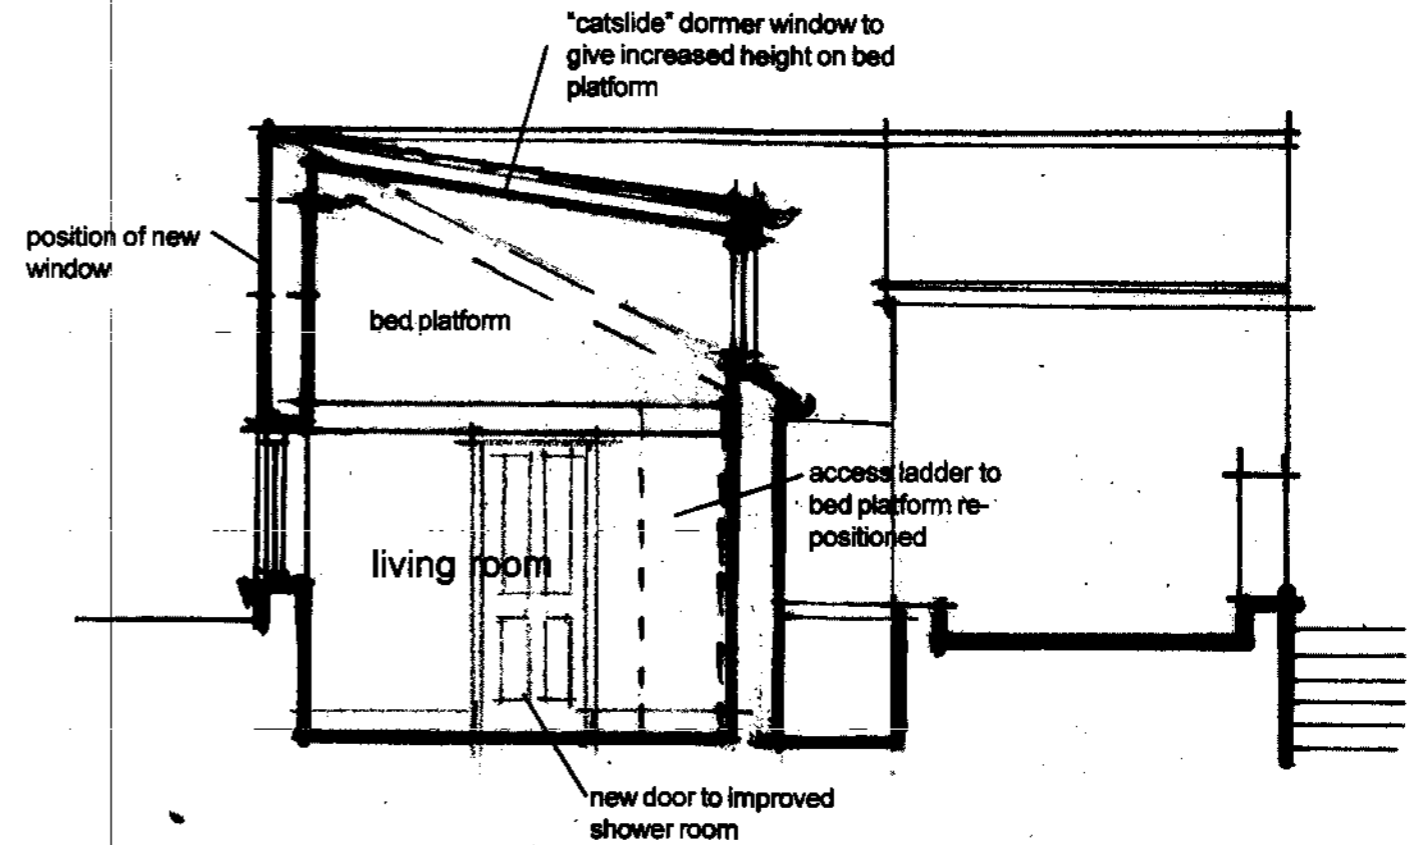 "catslide" dormer window to
give increased height on bed
platform
position of new
window
bed platform
access ladder to
bed platform re-
positioned
living room
new door to improved
shower room